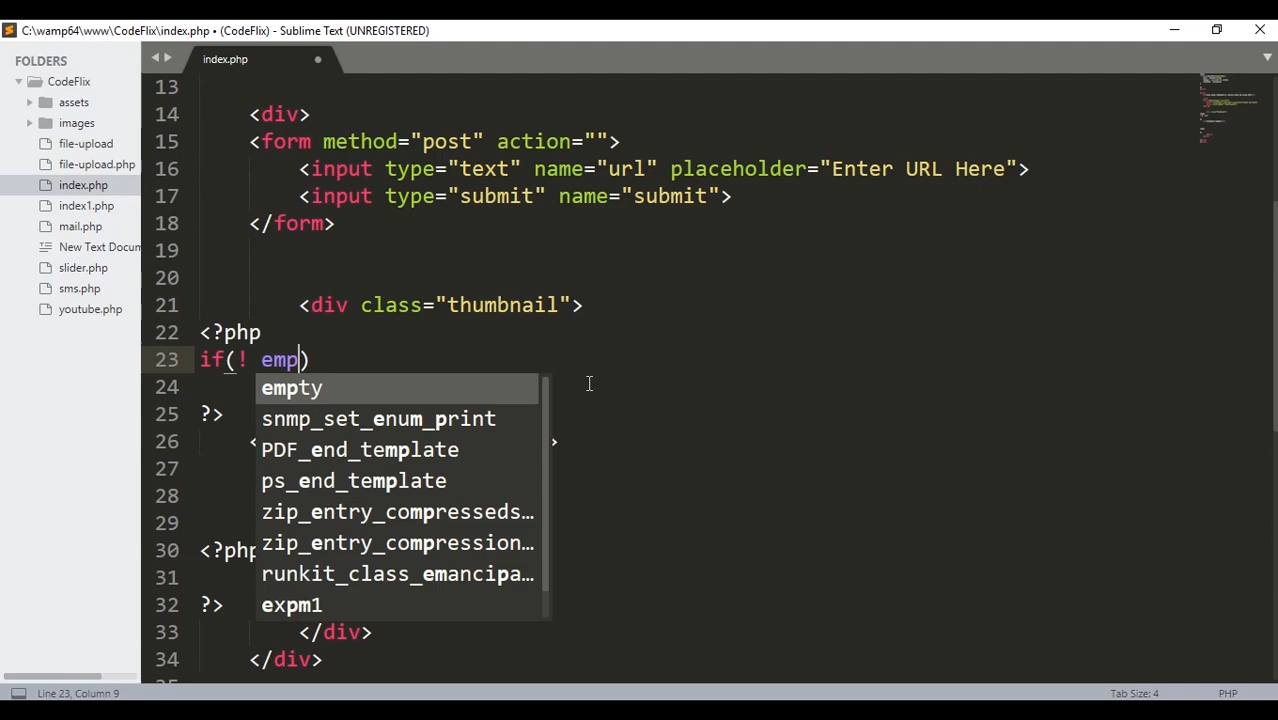 C:\wamp64\www\CodeFlix\index.php • (CodeFlix) - Sublime Text (UNREGISTERED)
FOLDERS
CodeFlix
assets
images
file-upload
file-upload.php
index.php
index1.php
mail.php
New Text Docum
slider.php
sms.php
youtube.php
index.php
13
14 <div>
15 <form method="post" action="">
16 <input type="text" name="url" placeholder="Enter URL Here">
17 <input type="submit" name="submit">
18 </form>
19
20
21 <div class="thumbnail">
22 <?php
23 if(! emp)
24
25 ?>
26 < >
27
28
29
30 <?php
31
32 ?>
33 </div>
34 </div>
empty
snmp_set_enum_print
PDF_end_template
ps_end_template
zip_entry_compresseds…
zip_entry_compression…
runkit_class_emancipa…
expm1
Line 23, Column 9
Tab Size: 4
PHP